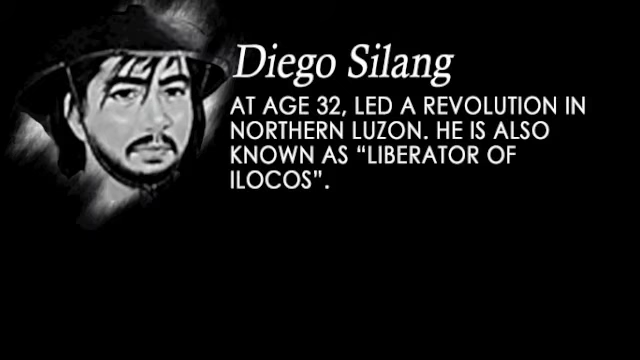 Diego Silang
AT AGE 32, LED A REVOLUTION IN
NORTHERN LUZON. HE IS ALSO
KNOWN AS “LIBERATOR OF
ILOCOS”.